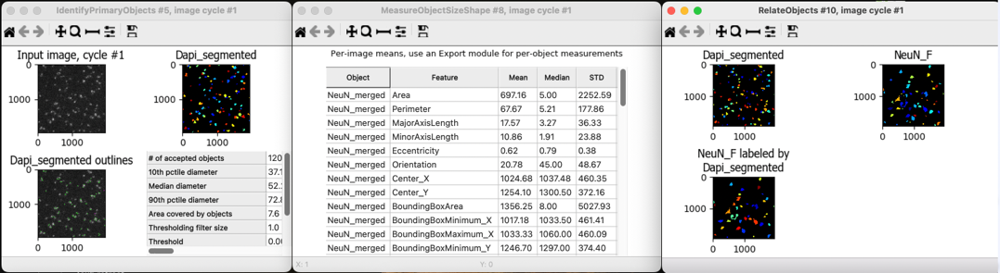 IdentifyPrimaryObjects #5, image cycle #1
Input image, cycle #1
0
1000
0 1000
Dapi_segmented
0
1000
0 1000
Dapi_segmented outlines
0
1000
0 1000
# of accepted objects 120
10th pctile diameter 37.1
Median diameter 52.
90th pctile diameter 72.8
Area covered by objects 7.6
Thresholding filter size 1.0
Threshold 0.0
MeasureObjectSizeShape #8, image cycle #1
Per-image means, use an Export module for per-object measurements
Object Feature Mean Median STD
NeuN_merged Area 697.16 5.00 2252.59
NeuN_merged Perimeter 67.67 5.21 177.86
NeuN_merged MajorAxisLength 17.57 3.27 36.33
NeuN_merged MinorAxisLength 10.86 1.91 23.88
NeuN_merged Eccentricity 0.62 0.79 0.38
NeuN_merged Orientation 20.78 45.00 48.67
NeuN_merged Center_X 1024.68 1037.48 460.35
NeuN_merged Center_Y 1254.10 1300.50 372.16
NeuN_merged BoundingBoxArea 1356.25 8.00 5027.93
NeuN_merged BoundingBoxMinimum_X 1017.18 1033.50 461.41
NeuN_merged BoundingBoxMaximum_X 1033.33 1060.00 460.09
NeuN_merged BoundingBoxMinimum_Y 1246.70 1297.00 374.40
X: 1 Y: 0
RelateObjects #10, image cycle #1
Dapi_segmented
0
1000
0 1000
NeuN_F
0
1000
0 1000
NeuN_F labeled by
Dapi_segmented
0
1000
0 1000